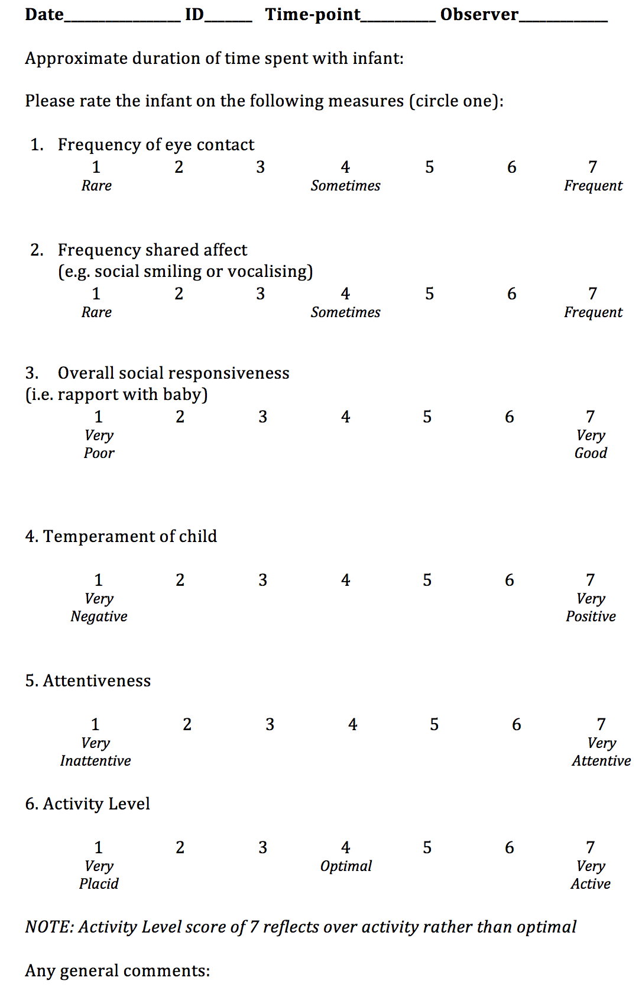 Date_________________ ID_______ Time-point___________ Observer_____________
Approximate duration of time spent with infant:
Please rate the infant on the following measures (circle one):
1. Frequency of eye contact
1 2 3 4 5 6 7
Rare Sometimes Frequent
2. Frequency shared affect
(e.g. social smiling or vocalising)
1 2 3 4 5 6 7
Rare Sometimes Frequent
3. Overall social responsiveness
(i.e. rapport with baby)
1 2 3 4 5 6 7
Very Very
Poor Good
4. Temperament of child
1 2 3 4 5 6 7
Very Very
Negative Positive
5. Attentiveness
1 2 3 4 5 6 7
Very Very
Inattentive Attentive
6. Activity Level
1 2 3 4 5 6 7
Very Optimal Very
Placid Active
NOTE: Activity Level score of 7 reflects over activity rather than optimal
Any general comments: